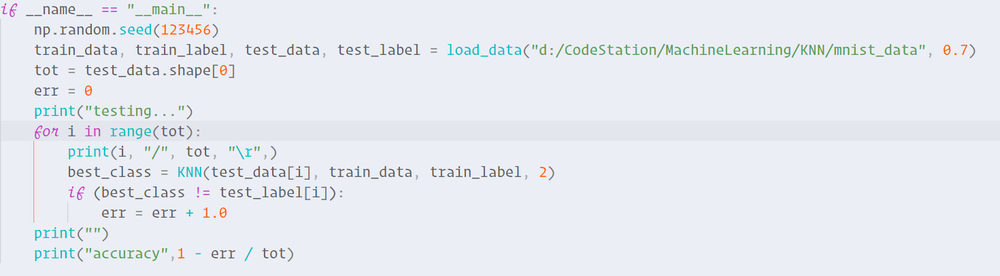 if __name__ == "__main__":
    np.random.seed(123456)
    train_data, train_label, test_data, test_label = load_data("d:/CodeStation/MachineLearning/KNN/mnist_data", 0.7)
    tot = test_data.shape[0]
    err = 0
    print("testing...")
    for i in range(tot):
        print(i, "/", tot, "\r",)
        best_class = KNN(test_data[i], train_data, train_label, 2)
        if (best_class != test_label[i]):
            err = err + 1.0
    print("")
    print("accuracy",1 - err / tot)